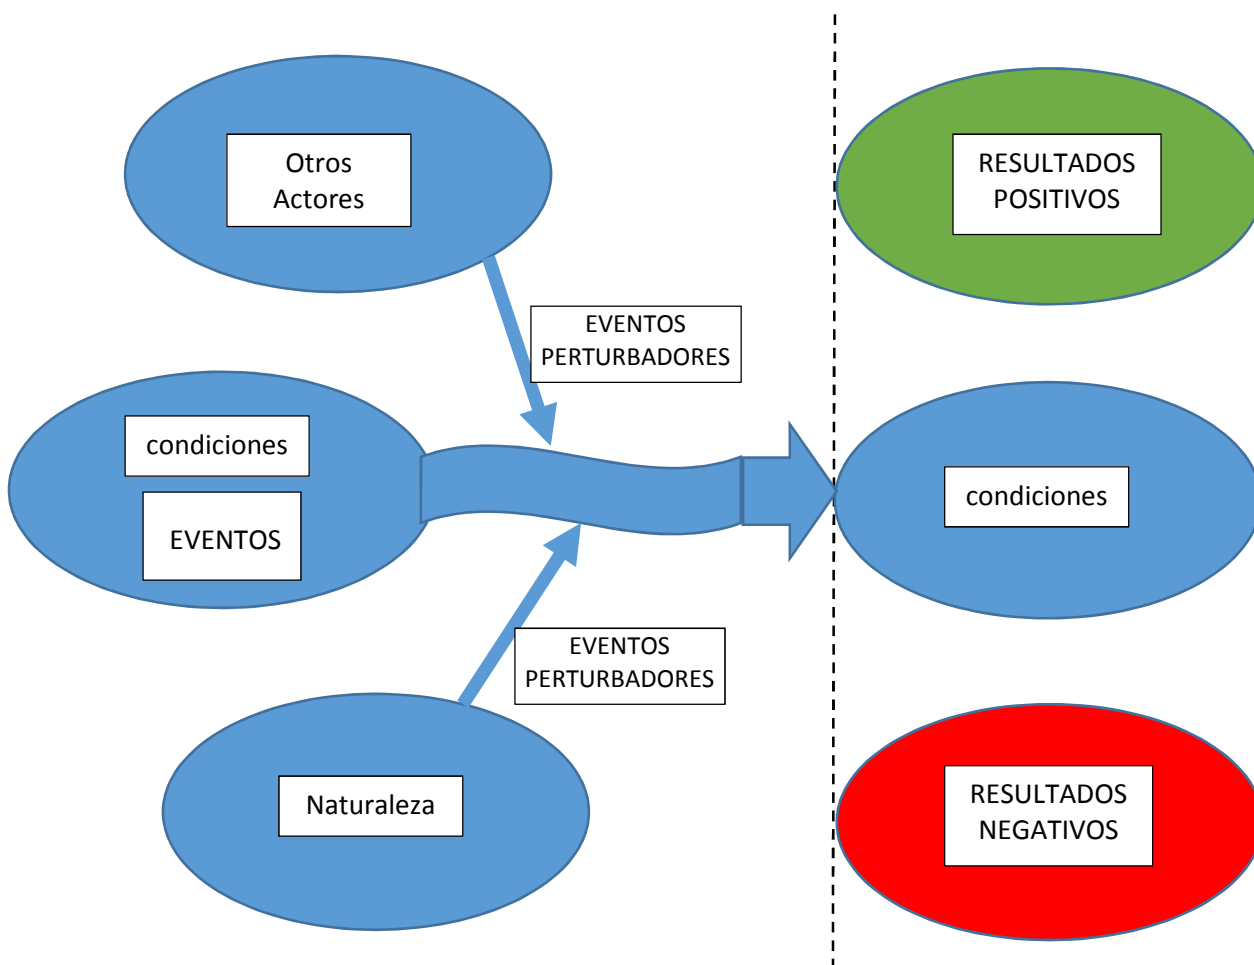 Otros
Actores
RESULTADOS
POSITIVOS
EVENTOS
PERTURBADORES
condiciones
EVENTOS
condiciones
EVENTOS
PERTURBADORES
Naturaleza
RESULTADOS
NEGATIVOS